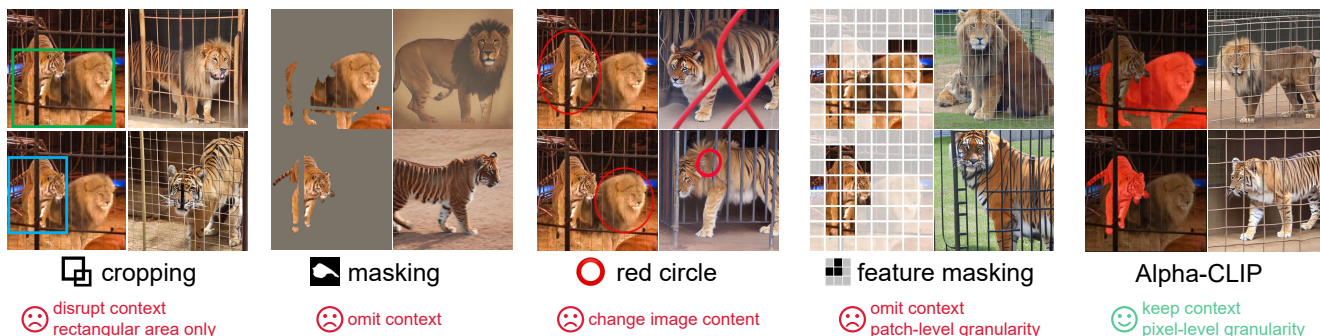 cropping
disrupt context
rectangular area only
masking
omit context
red circle
change image content
feature masking
omit context
patch-level granularity
Alpha-CLIP
keep context
pixel-level granularity